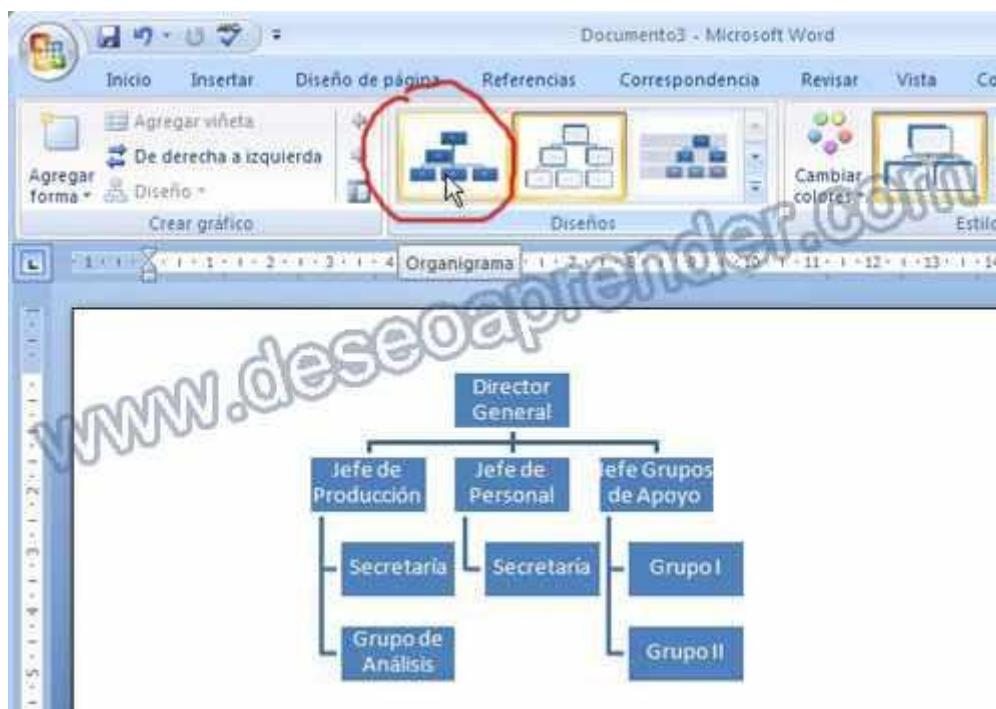 Documento3 - Microsoft Word
Inicio Insertar Diseño de página Referencias Correspondencia Revisar Vista Co
Agregar forma
Agregar viñeta
De derecha a izquierda
Diseño
Cambiar colores
Crear gráfico Diseños Estilo
Organigrama
www.deseoaprender.com
Director
General
Jefe de
Producción
Jefe de
Personal
Jefe Grupos
de Apoyo
Secretaría Secretaría Grupo I
Grupo de
Análisis
Grupo II